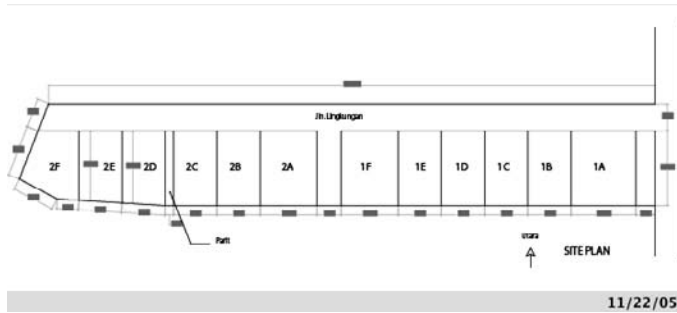 Jln.Lingkungan
2F 2E 2D 2C 2B 2A 1F 1E 1D 1C 1B 1A
Parit
Utara
SITE PLAN
11/22/05